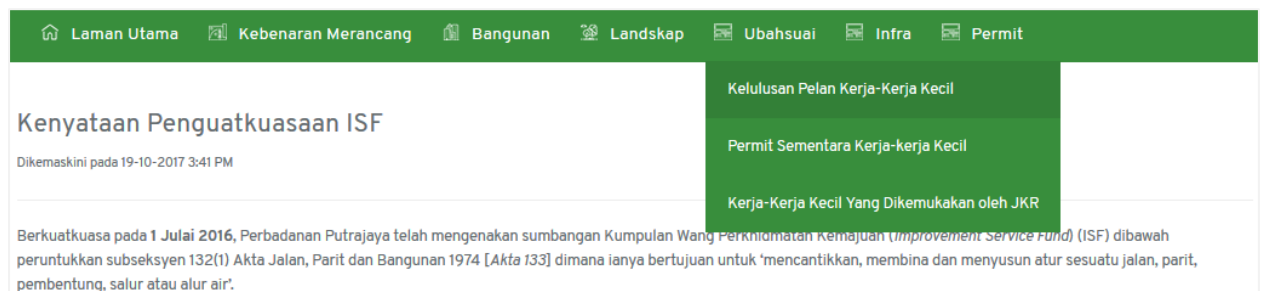 Laman Utama Kebenaran Merancang Bangunan Landskap Ubahsuai Infra Permit
Kelulusan Pelan Kerja-Kerja Kecil
Permit Sementara Kerja-kerja Kecil
Kerja-Kerja Kecil Yang Dikemukakan oleh JKR
Kenyataan Penguatkuasaan ISF
Dikemaskini pada 19-10-2017 3:41 PM
Berkuatkuasa pada 1 Julai 2016, Perbadanan Putrajaya telah mengenakan sumbangan Kumpulan Wang Perkhidmatan Kemajuan (Improvement Service Fund) (ISF) dibawah
peruntukkan subseksyen 132(1) Akta Jalan, Parit dan Bangunan 1974 [Akta 133] dimana ianya bertujuan untuk ‘mencantikkan, membina dan menyusun atur sesuatu jalan, parit,
pembentung, salur atau alur air’.